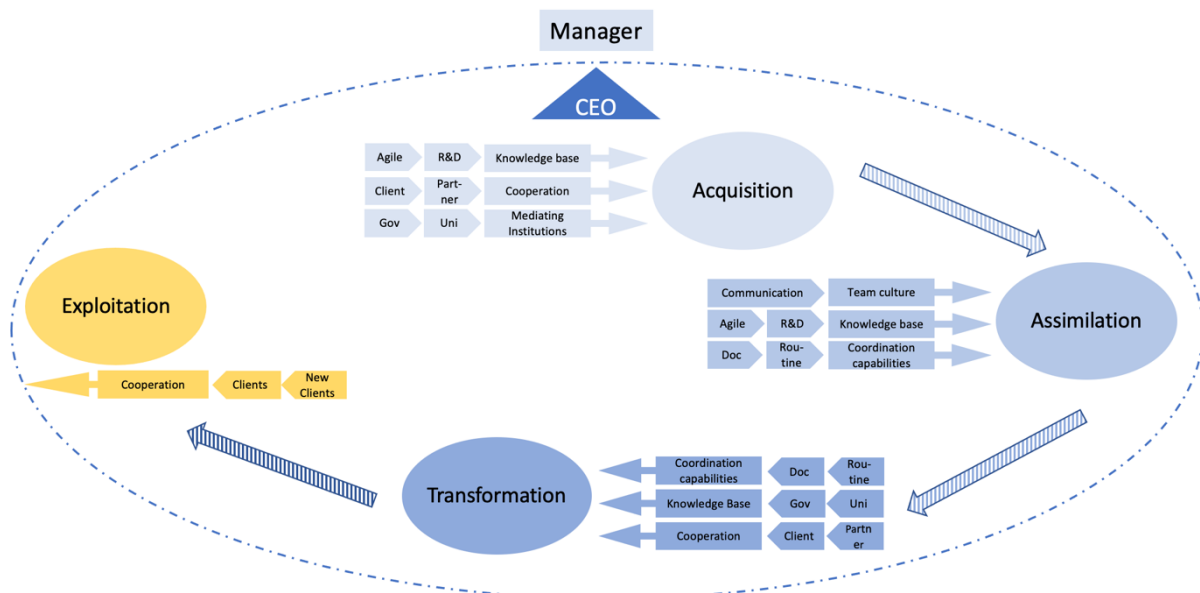 Manager
CEO
Agile
R&D
Knowledge base
Client
Part-
ner
Cooperation
Gov
Uni
Mediating
Institutions
Acquisition
Communication
Team culture
Agile
R&D
Knowledge base
Doc
Rou-
tine
Coordination
capabilities
Assimilation
Exploitation
Cooperation
Clients
New
Clients
Transformation
Coordination
capabilities
Doc
Rou-
tine
Knowledge Base
Gov
Uni
Cooperation
Client
Partne
er